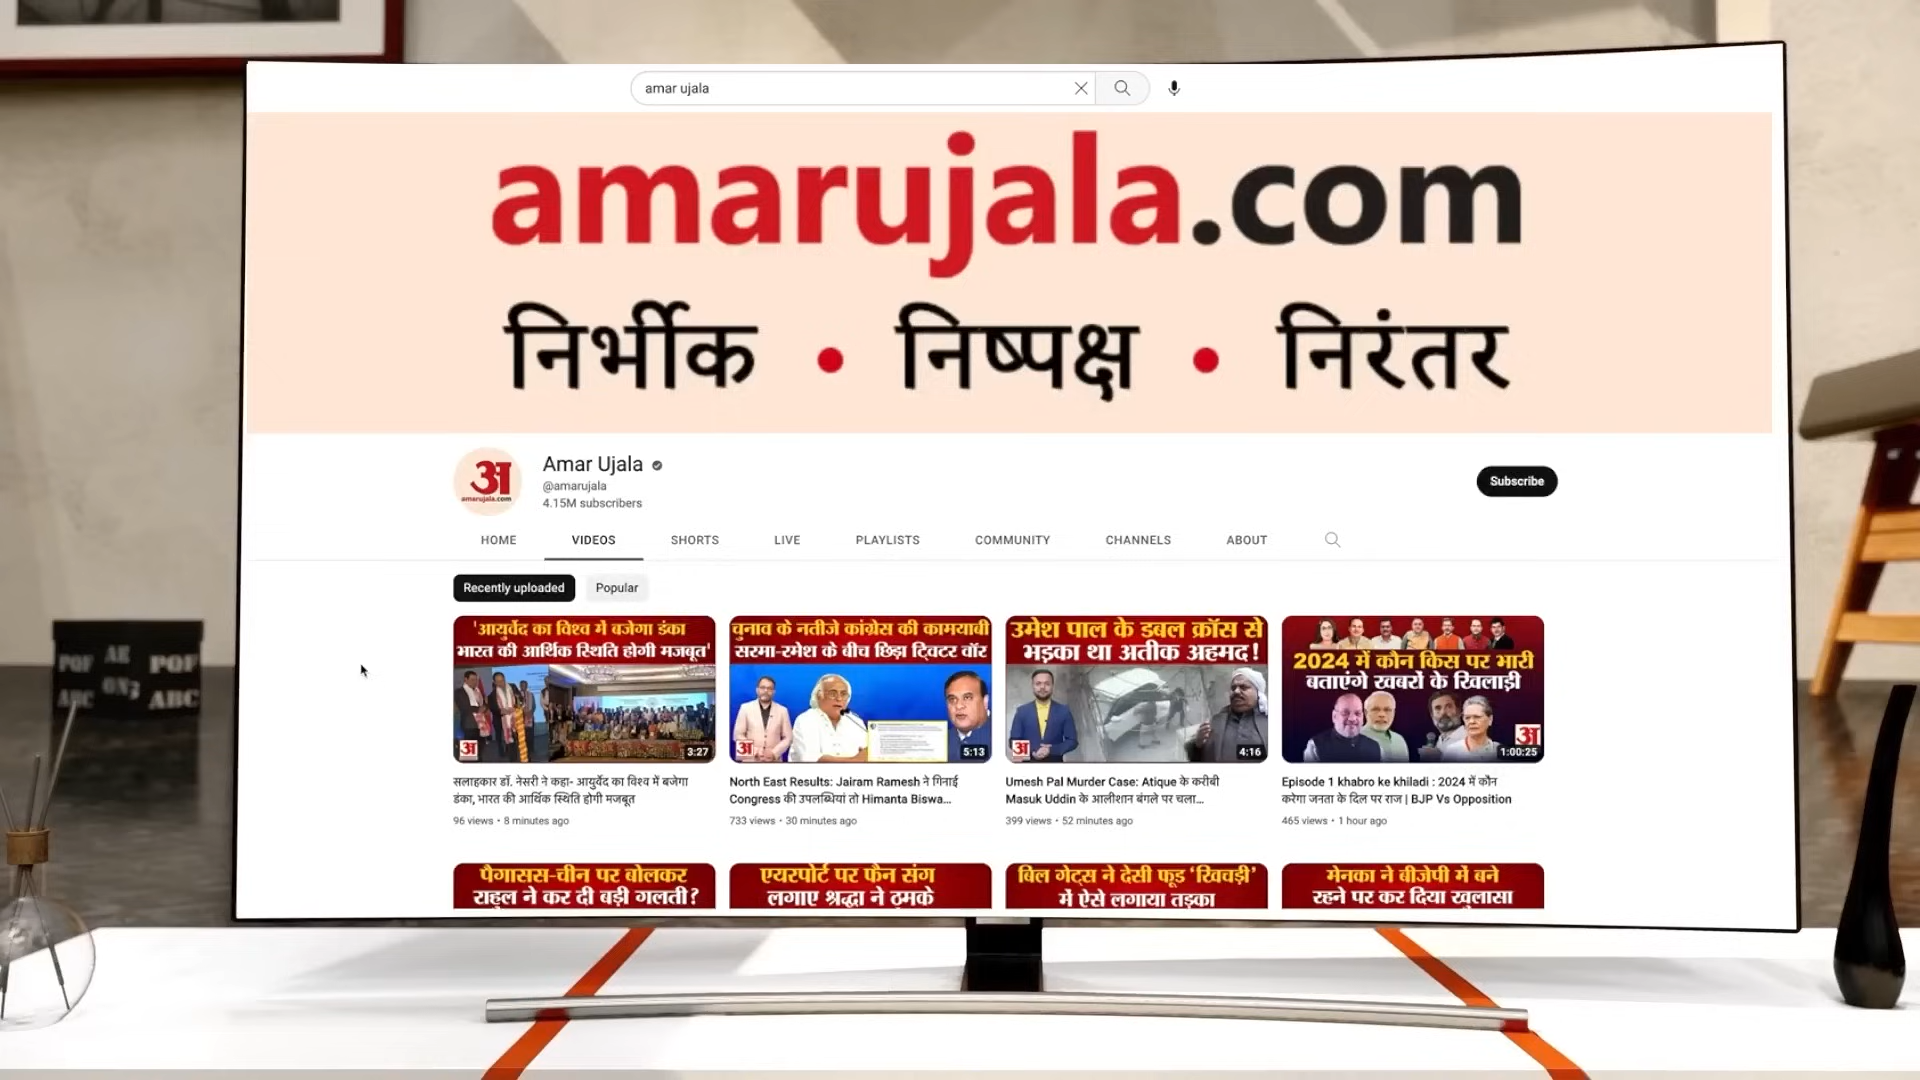 amar ujala
amarujala.com
निर्भीक • निष्पक्ष • निरंतर
अ
amarujala.com
Amar Ujala
@amarujala
4.15M subscribers
Subscribe
HOME VIDEOS SHORTS LIVE PLAYLISTS COMMUNITY CHANNELS ABOUT
Recently uploaded Popular
'आयुर्वेद का विश्व में बजेगा डंका
भारत की आर्थिक स्थिति होगी मजबूत'
अ
3:27
सलाहकार डॉ. नेसरी ने कहा- आयुर्वेद का विश्व में बजेगा
डंका, भारत की आर्थिक स्थिति होगी मजबूत
96 views • 8 minutes ago
चुनाव के नतीजे कांग्रेस की कामयाबी
सरमा-रमेश के बीच छिड़ा ट्विटर वॉर
अ
5:13
North East Results: Jairam Ramesh ने गिनाई
Congress की उपलब्धियां तो Himanta Biswa...
733 views • 30 minutes ago
उमेश पाल के डबल क्रॉस से
भड़का था अतीक अहमद!
अ
4:16
Umesh Pal Murder Case: Atique के करीबी
Masuk Uddin के आलीशान बंगले पर चला...
399 views • 52 minutes ago
2024 में कौन किस पर भारी
बताएंगे खबरों के खिलाड़ी
अ
1:00:25
Episode 1 khabro ke khiladi : 2024 में कौन
करेगा जनता के दिल पर राज | BJP Vs Opposition
465 views • 1 hour ago
पैगासस-चीन पर बोलकर
राहुल ने कर दी बड़ी गलती?
एयरपोर्ट पर फैन संग
लगाए श्रद्धा ने ठुमके
बिल गेट्स ने देसी फूड 'खिचड़ी'
में ऐसे लगाया तड़का
मेनका ने बीजेपी में बने
रहने पर कर दिया खुलासा
ABC
ABC